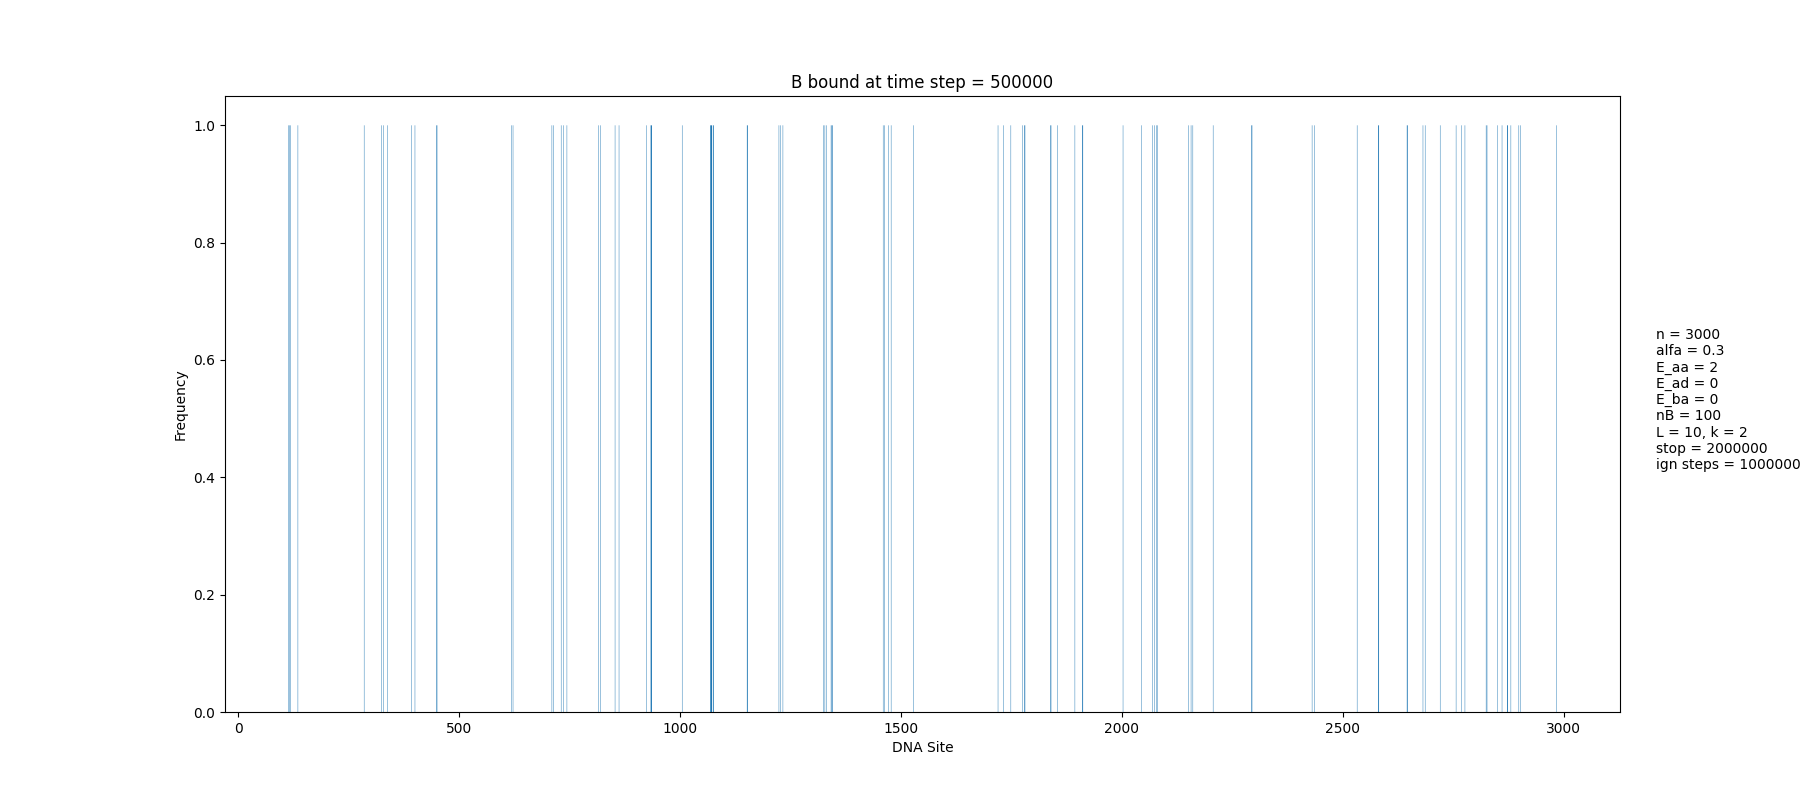 B bound at time step = 500000
1.0
0.8
0.6
0.4
0.2
0.0
Frequency
0 500 1000 1500 2000 2500 3000
DNA Site
n = 3000
alfa = 0.3
E_aa = 2
E_ad = 0
E_ba = 0
nB = 100
L = 10, k = 2
stop = 2000000
ign steps = 1000000